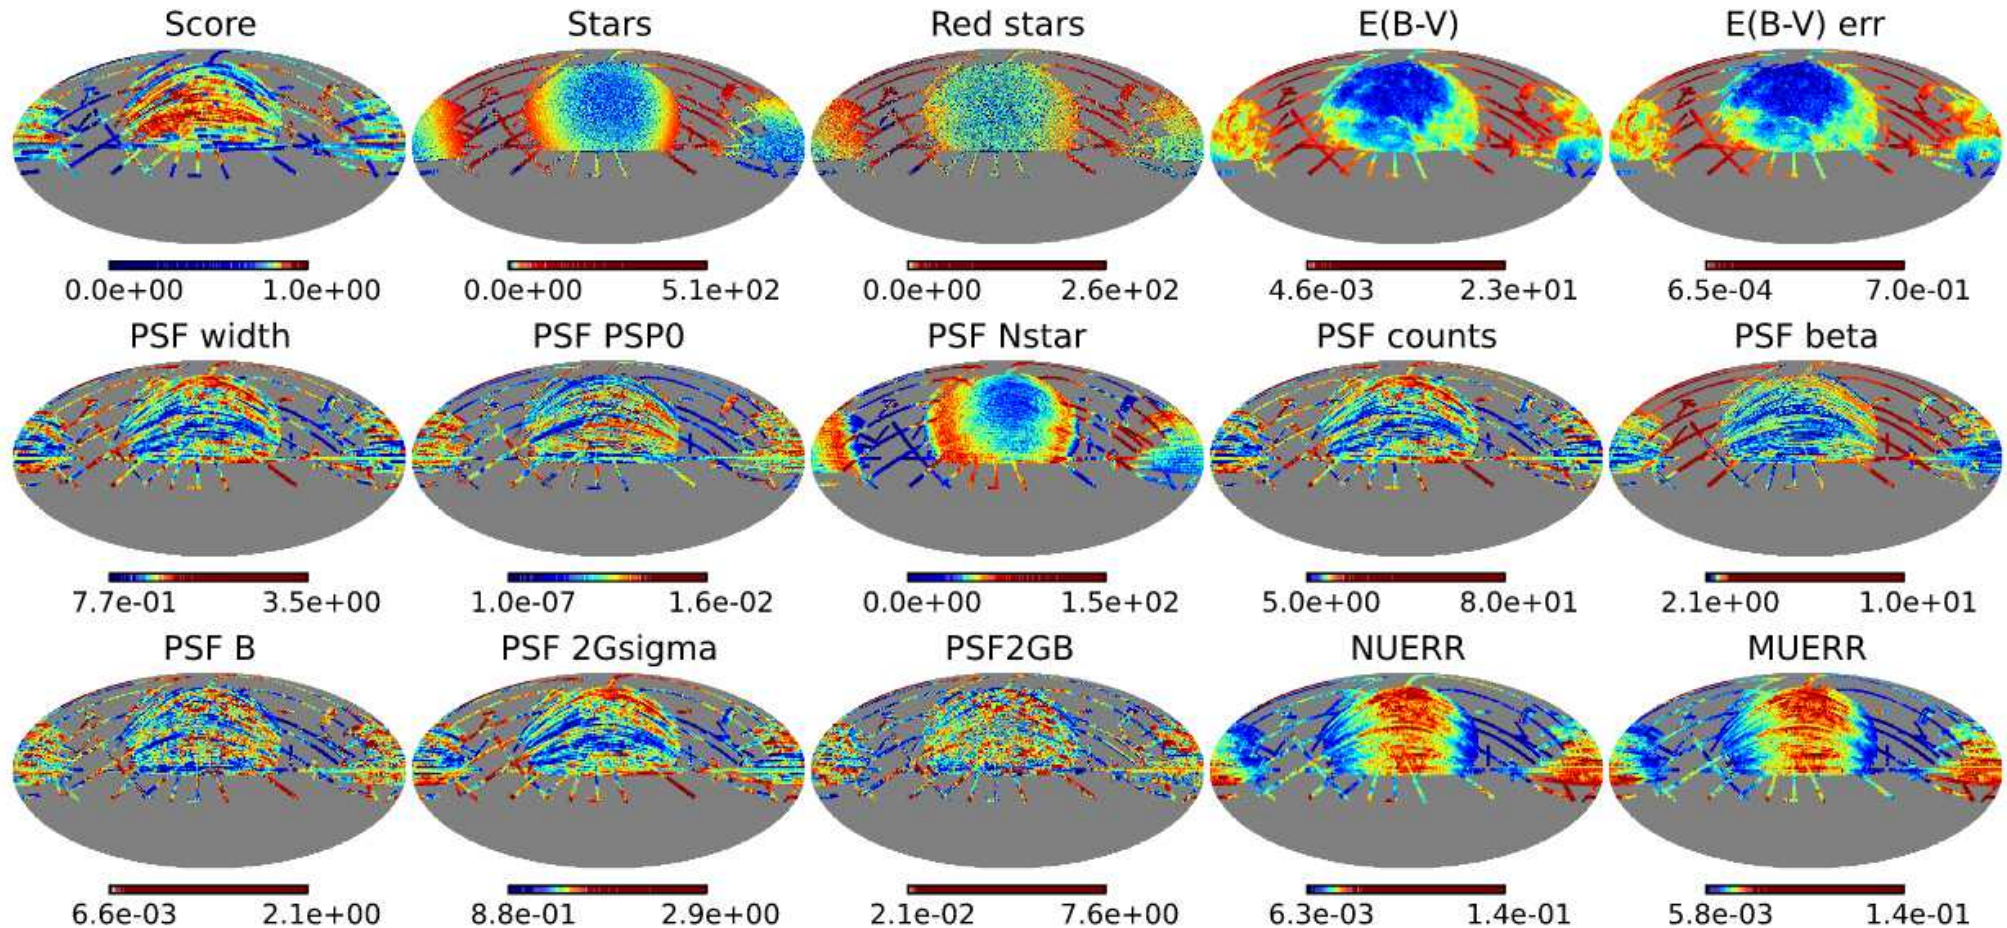 Score Stars Red stars E(B-V) E(B-V) err
0.0e+00 1.0e+00 0.0e+00 5.1e+02 0.0e+00 2.6e+02 4.6e-03 2.3e+01 6.5e-04 7.0e-01
PSF width PSF PSP0 PSF Nstar PSF counts PSF beta
7.7e-01 3.5e+00 1.0e-07 1.6e-02 0.0e+00 1.5e+02 5.0e+00 8.0e+01 2.1e+00 1.0e+01
PSF B PSF 2Gsigma PSF2GB NUERR MUERR
6.6e-03 2.1e+00 8.8e-01 2.9e+00 2.1e-02 7.6e+00 6.3e-03 1.4e-01 5.8e-03 1.4e-01